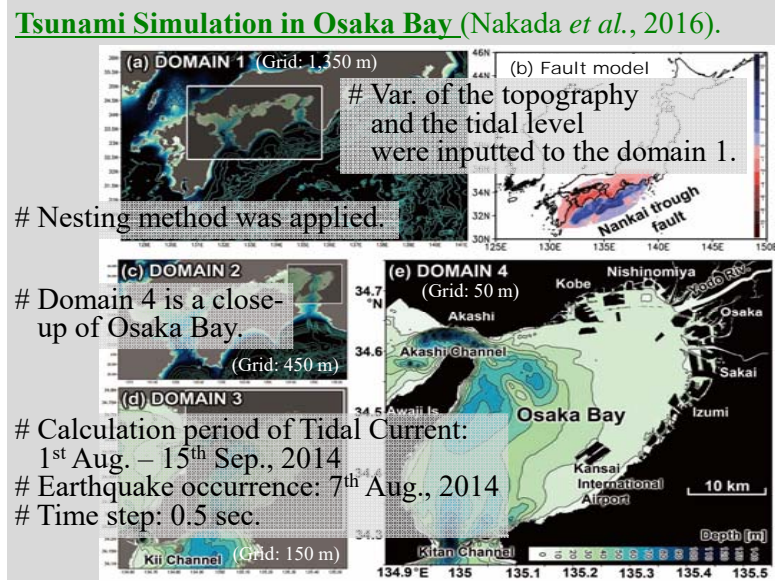 Tsunami Simulation in Osaka Bay (Nakada et al., 2016).
(a) DOMAIN 1 (Grid: 1,350 m)
(b) Fault model
# Var. of the topography
and the tidal level
were inputted to the domain 1.
46N
34N
32N
30N
125E 130E 135E 140E 145E 150E
Nankai trough
fault
# Nesting method was applied.
(c) DOMAIN 2
# Domain 4 is a close-
up of Osaka Bay.
(Grid: 450 m)
(d) DOMAIN 3
# Calculation period of Tidal Current:
1st Aug. – 15th Sep., 2014
# Earthquake occurrence: 7th Aug., 2014
# Time step: 0.5 sec.
Kii Channel
(Grid: 150 m)
(e) DOMAIN 4
(Grid: 50 m)
34.7
°N
34.6
34.5
34.4
34.3
Nishinomiya
Kobe
Yodo Riv.
Akashi
Osaka
Akashi Channel
Sakai
Awaji Is.
Izumi
Osaka Bay
Kansai
International
Airport
10 km
Kitan Channel
Depth [m]
134.9 °E 135 135.1 135.2 135.3 135.4 135.5